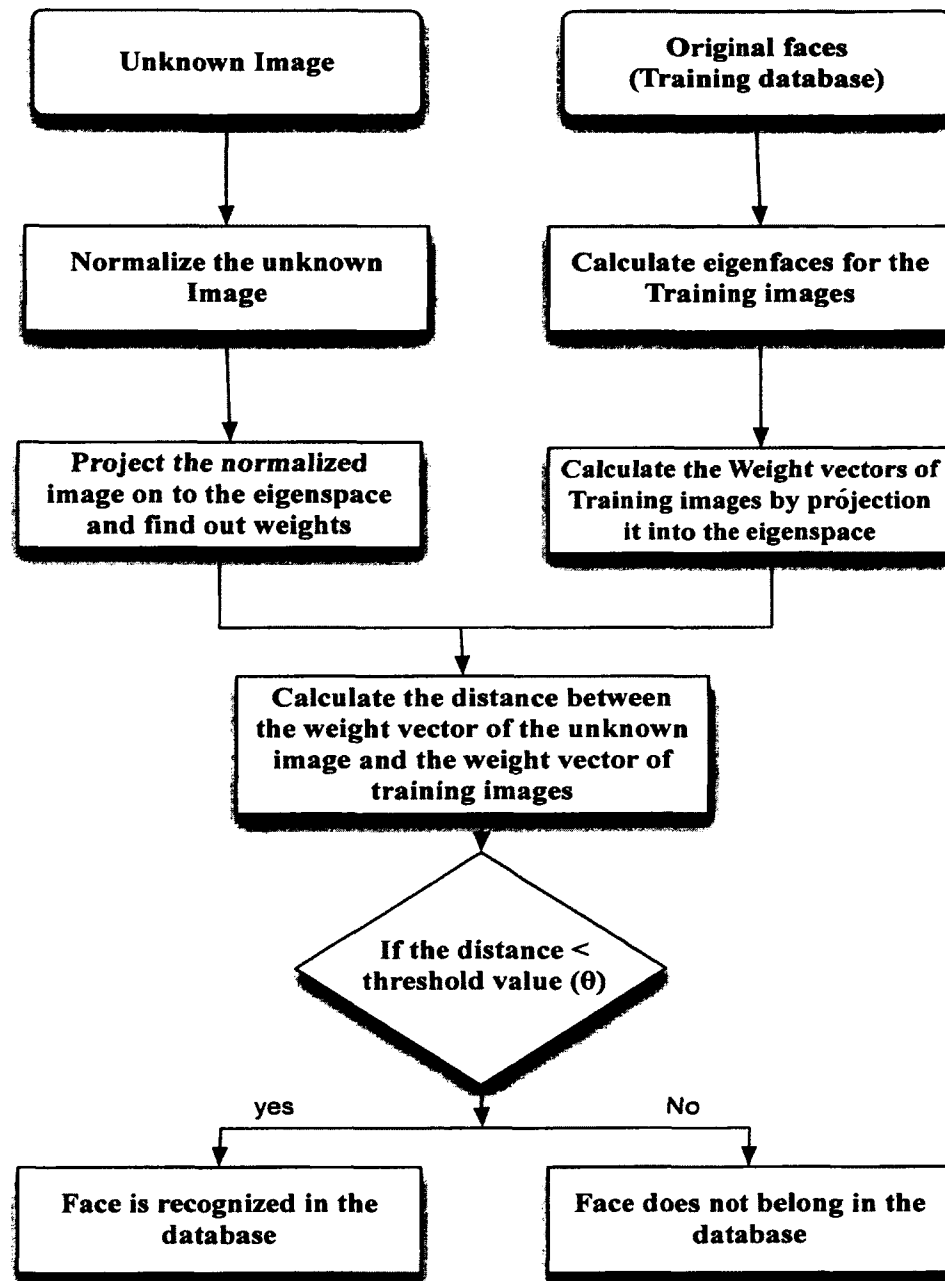 Unknown Image
Original faces
(Training database)
Normalize the unknown
Image
Calculate eigenfaces for the
Training images
Project the normalized
image on to the eigenspace
and find out weights
Calculate the Weight vectors of
Training images by prójection
it into the eigenspace
Calculate the distance between
the weight vector of the unknown
image and the weight vector of
training images
If the distance <
threshold value (θ)
yes
No
Face is recognized in the
database
Face does not belong in the
database